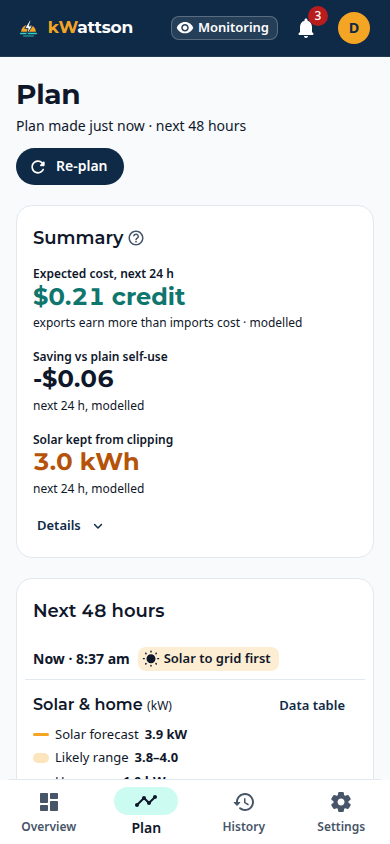 kWattson
Monitoring
3
D
Plan
Plan made just now · next 48 hours
Re-plan
Summary
Expected cost, next 24 h
$0.21 credit
exports earn more than imports cost · modelled
Saving vs plain self-use
-$0.06
next 24 h, modelled
Solar kept from clipping
3.0 kWh
next 24 h, modelled
Details
Next 48 hours
Now · 8:37 am Solar to grid first
Solar & home (kW) Data table
Solar forecast 3.9 kW
Likely range 3.8–4.0
Overview Plan History Settings